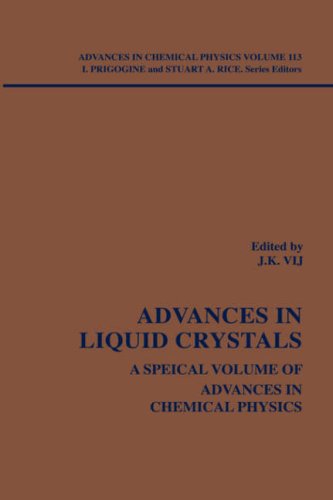 ADVANCES IN CHEMICAL PHYSICS VOLUME 113
I. PRIGOGINE and STUART A. RICE. Series Editors
Edited by
J.K. VIJ
ADVANCES IN
LIQUID CRYSTALS
A SPEICAL VOLUME OF
ADVANCES IN
CHEMICAL PHYSICS